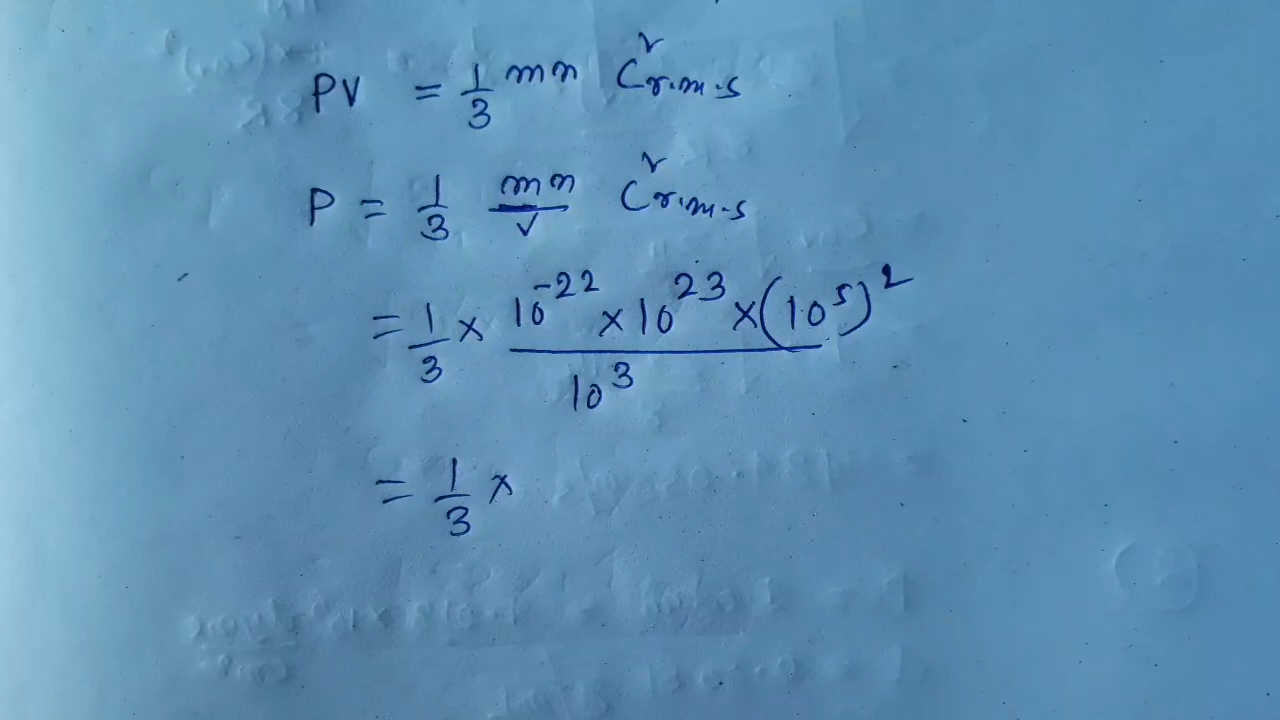 PV = 1/3 mn C²r.m.s
P = 1/3 mn/V C²r.m.s
= 1/3 × 10⁻²² × 10²³ × (10⁵)² / 10³
= 1/3 ×